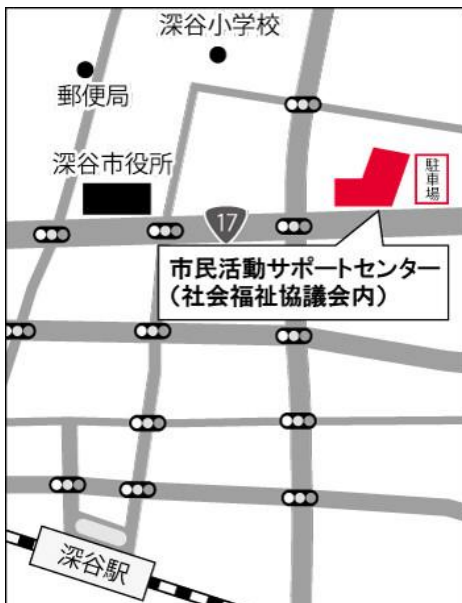 深谷小学校
郵便局
深谷市役所
駐車場
17
市民活動サポートセンター
（社会福祉協議会内）
深谷駅